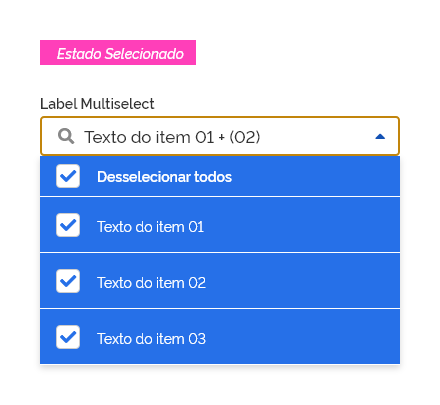 Estado Selecionado
Label Multiselect
Texto do item 01 + (02)
Desselecionar todos
Texto do item 01
Texto do item 02
Texto do item 03